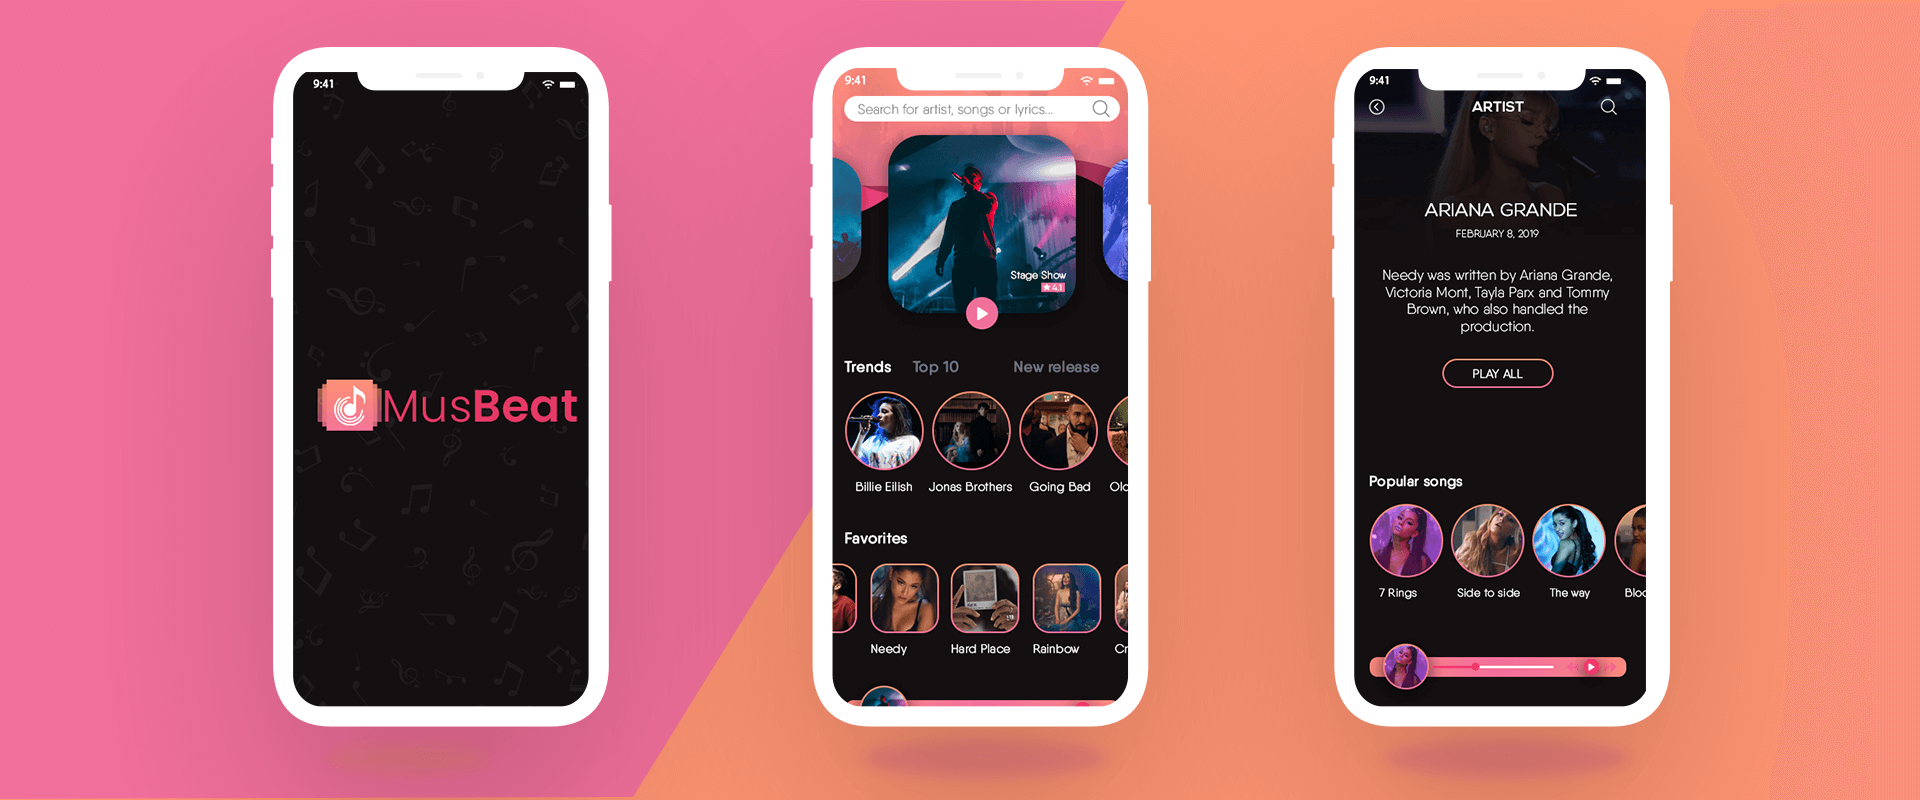 9:41
MusBeat
9:41
Search for artist, songs or lyrics...
Stage Show
4.1
Trends Top 10 New release
Billie Eilish Jonas Brothers Going Bad Olc
Favorites
Needy Hard Place Rainbow Cr
9:41
ARTIST
ARIANA GRANDE
FEBRUARY 8, 2019
Needy was written by Ariana Grande,
Victoria Mont, Tayla Parx and Tommy
Brown, who also handled the
production.
PLAY ALL
Popular songs
7 Rings Side to side The way Bloo